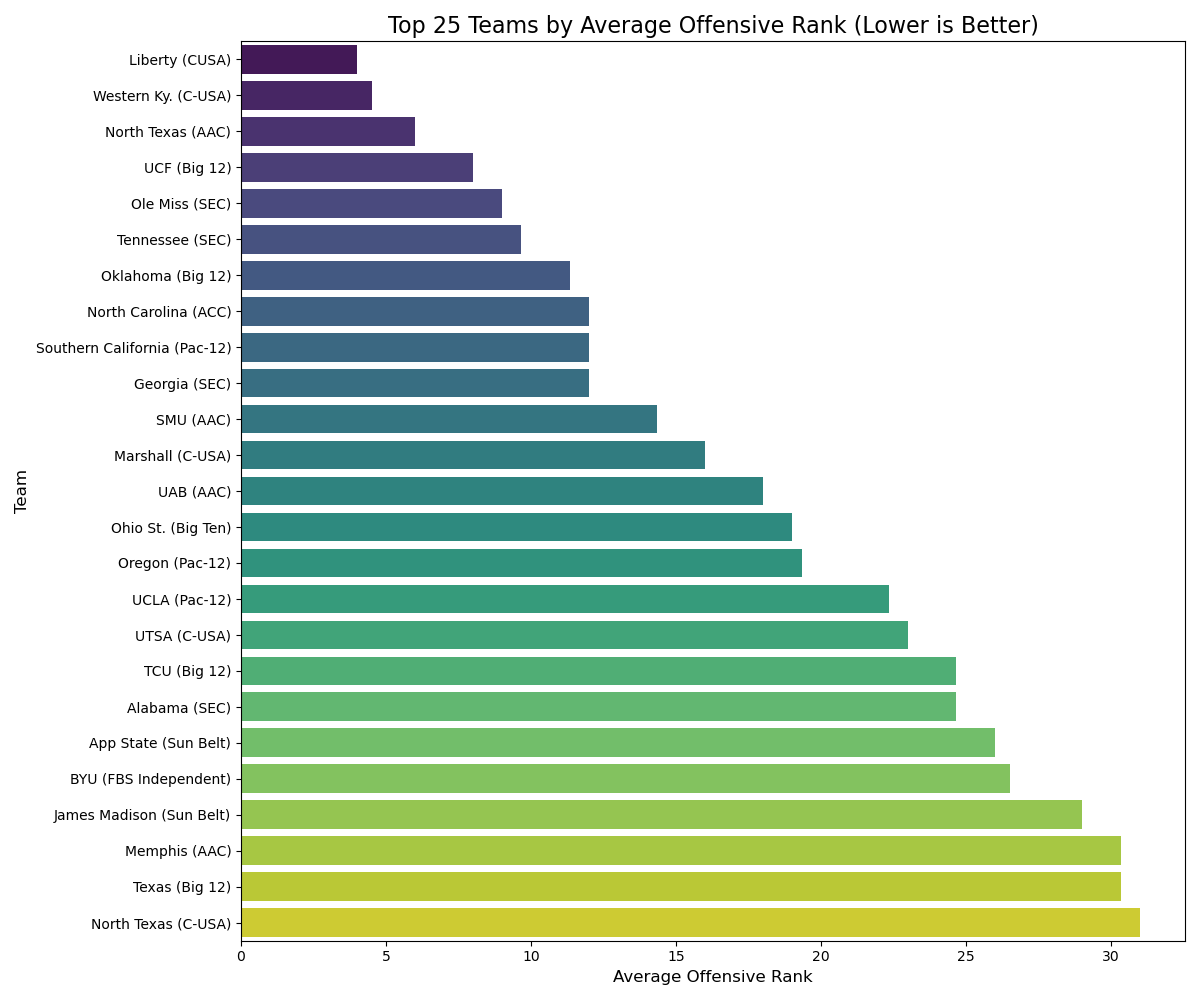 Top 25 Teams by Average Offensive Rank (Lower is Better)
Team
Liberty (CUSA)
Western Ky. (C-USA)
North Texas (AAC)
UCF (Big 12)
Ole Miss (SEC)
Tennessee (SEC)
Oklahoma (Big 12)
North Carolina (ACC)
Southern California (Pac-12)
Georgia (SEC)
SMU (AAC)
Marshall (C-USA)
UAB (AAC)
Ohio St. (Big Ten)
Oregon (Pac-12)
UCLA (Pac-12)
UTSA (C-USA)
TCU (Big 12)
Alabama (SEC)
App State (Sun Belt)
BYU (FBS Independent)
James Madison (Sun Belt)
Memphis (AAC)
Texas (Big 12)
North Texas (C-USA)
0 5 10 15 20 25 30
Average Offensive Rank